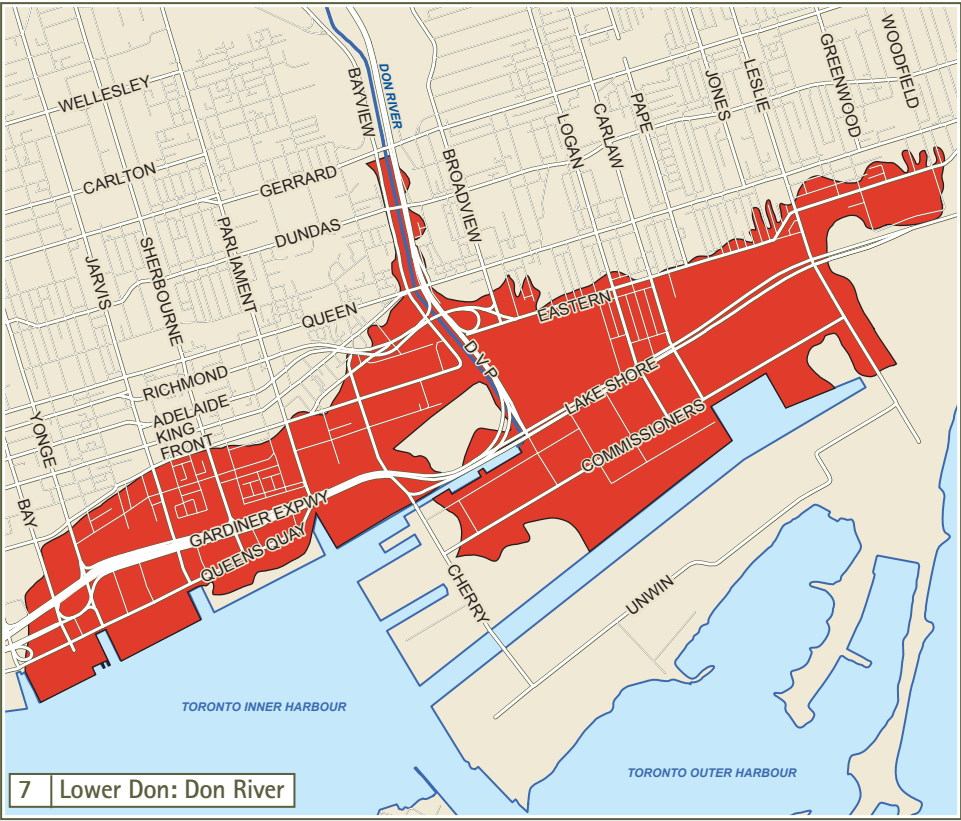 WELLESLEY
BAYVIEW
DON RIVER
BROADVIEW
LOGAN
CARLAW
PAPE
JONES
LESLIE
GREENWOOD
WOODFIELD
CARLTON
GERRARD
DUNDAS
JARVIS
SHERBOURNE
PARLIAMENT
QUEEN
EASTERN
RICHMOND
D V P
ADELAIDE
KING
FRONT
LAKE SHORE
YONGE
COMMISSIONERS
BAY
GARDINER EXPWY
QUEENS QUAY
CHERRY
UNWIN
TORONTO INNER HARBOUR
TORONTO OUTER HARBOUR
7 Lower Don: Don River